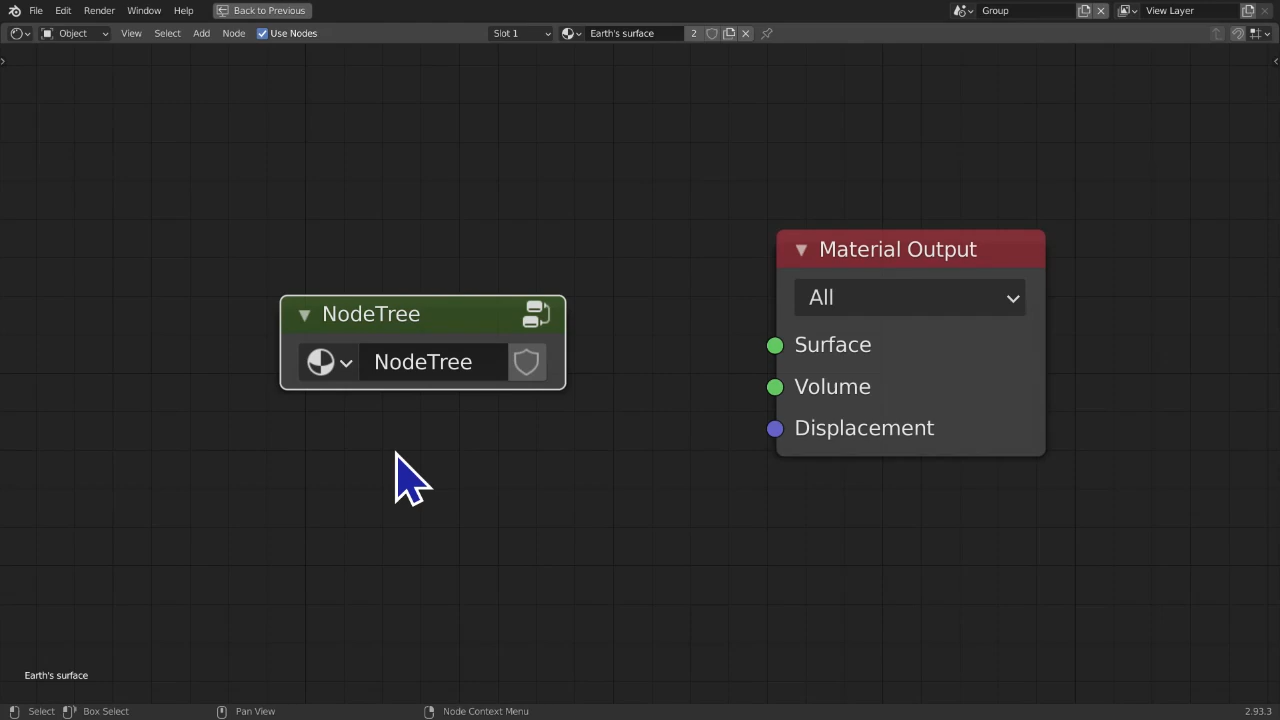 File Edit Render Window Help Back to Previous Group View Layer
Object View Select Add Node Use Nodes Slot 1 Earth's surface 2
Material Output
All
NodeTree
Surface
NodeTree
Volume
Displacement
Earth's surface
Select Box Select Pan View Node Context Menu 2.93.3